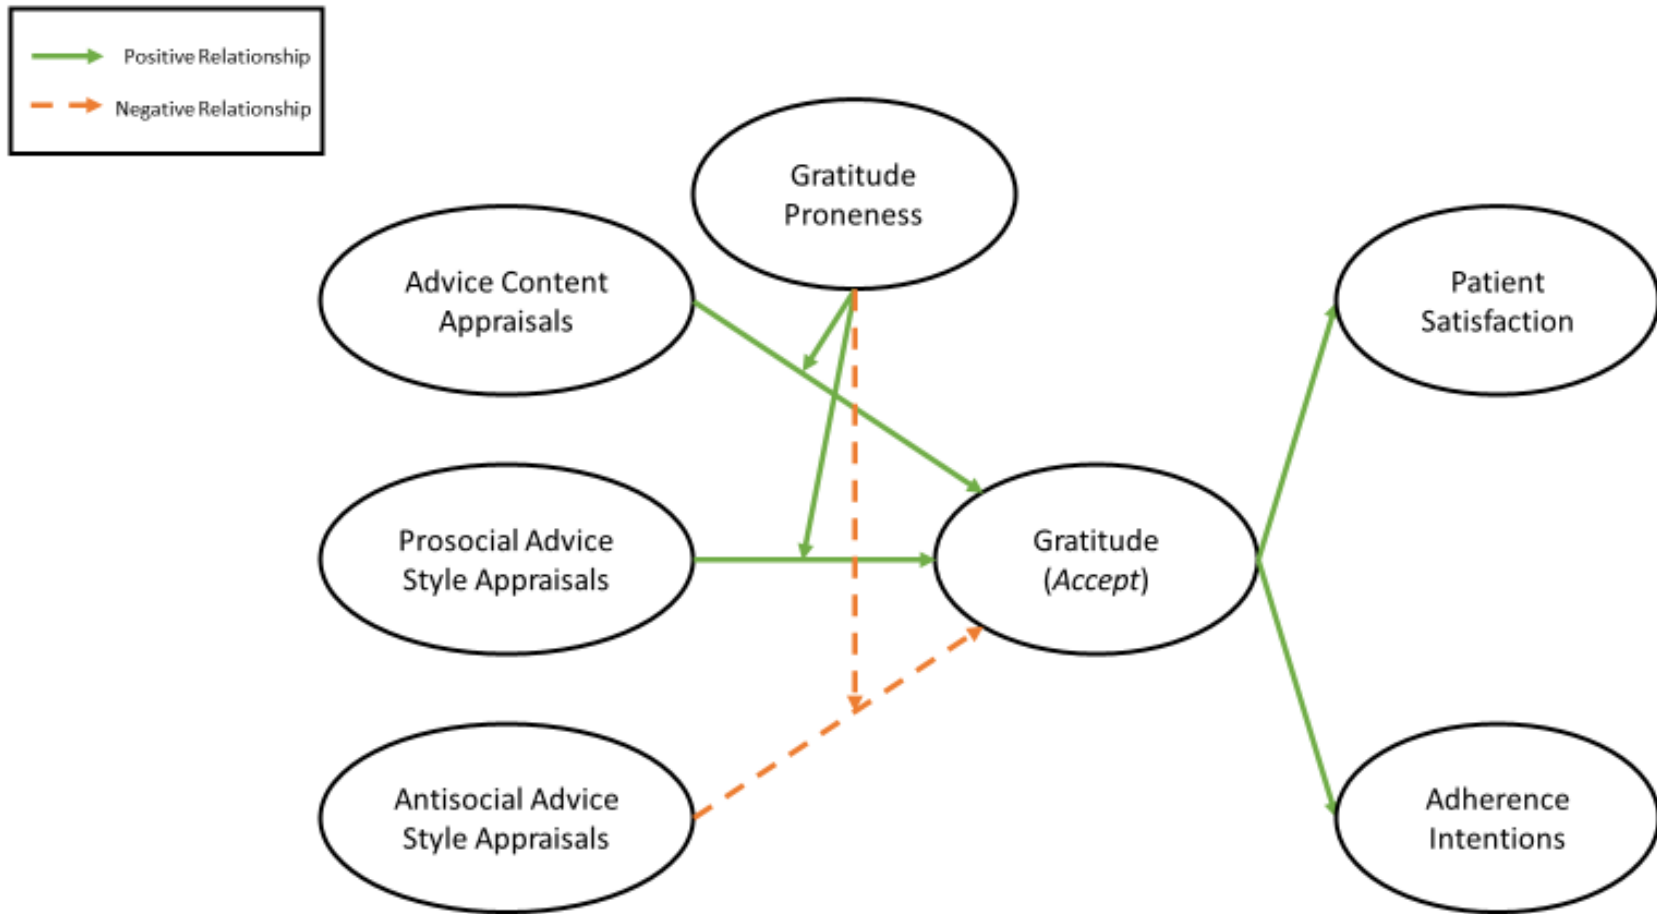 Positive Relationship
Negative Relationship
Gratitude
Proneness
Advice Content
Appraisals
Patient
Satisfaction
Prosocial Advice
Style Appraisals
Gratitude
(Accept)
Antisocial Advice
Style Appraisals
Adherence
Intentions